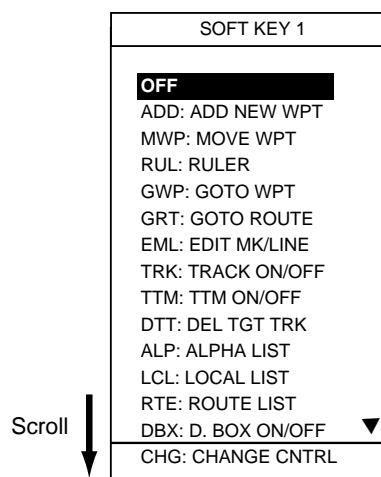 SOFT KEY 1
OFF
ADD: ADD NEW WPT
MWP: MOVE WPT
RUL: RULER
GWP: GOTO WPT
GRT: GOTO ROUTE
EML: EDIT MK/LINE
TRK: TRACK ON/OFF
TTM: TTM ON/OFF
DTT: DEL TGT TRK
ALP: ALPHA LIST
LCL: LOCAL LIST
RTE: ROUTE LIST
Scroll
DBX: D. BOX ON/OFF
CHG: CHANGE CNTRL